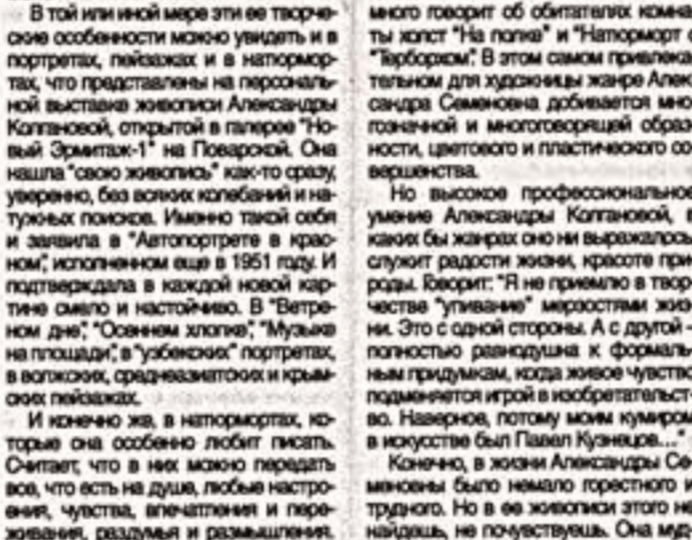 В той или иной мере эти ее творче-
ские особенности можно увидеть и в
портретах, пейзажах и в натюрмор-
тах, что представлены на персональ-
ной выставке живописи Александры
Колгановой, открытой в галерее "Но-
вый Эрмитаж-1" на Поварской. Она
нашла "свою живопись" как-то сразу,
уверенно, без всяких колебаний и на-
тужных поисков. Именно такой себя
и заявила в "Автопортрете в крас-
ном", исполненном еще в 1951 году. И
подтверждала в каждой новой кар-
тине смело и настойчиво. В "Ветре-
ном дне", "Осеннем хлопке", "Музыке
на площади", в "узбекских" портретах,
в волжских, среднеазиатских и крым-
ских пейзажах.
И конечно же, в натюрмортах, ко-
торые она особенно любит писать.
Считает, что в них можно передать
все, что есть на душе, любые настро-
ения, чувства, впечатления и пере-
живания, раздумья и размышления.
много говорит об обитателях комна
ты холст "На полке" и "Натюрморт с
"Терборхом". В этом самом привлека
тельном для художницы жанре Алек
сандра Семеновна добивается мно
гозначной и многоговорящей образ
ности, цветового и пластического со
вершенства.
Но высокое профессиональное
умение Александры Колгановой, в
каких бы жанрах оно ни выражалось
служит радости жизни, красоте при
роды. Говорит: "Я не приемлю в твор
честве "упивание" мерзостями жиз
ни. Это с одной стороны. А с другой -
полностью равнодушна к формаль
ным придумкам, когда живое чувство
подменяется игрой в изобретательст
во. Наверное, потому моим кумиром
в искусстве был Павел Кузнецов..."
Конечно, в жизни Александры Се
меновны было немало горестного и
трудного. Но в ее живописи этого не
найдешь, не почувствуешь. Она муд